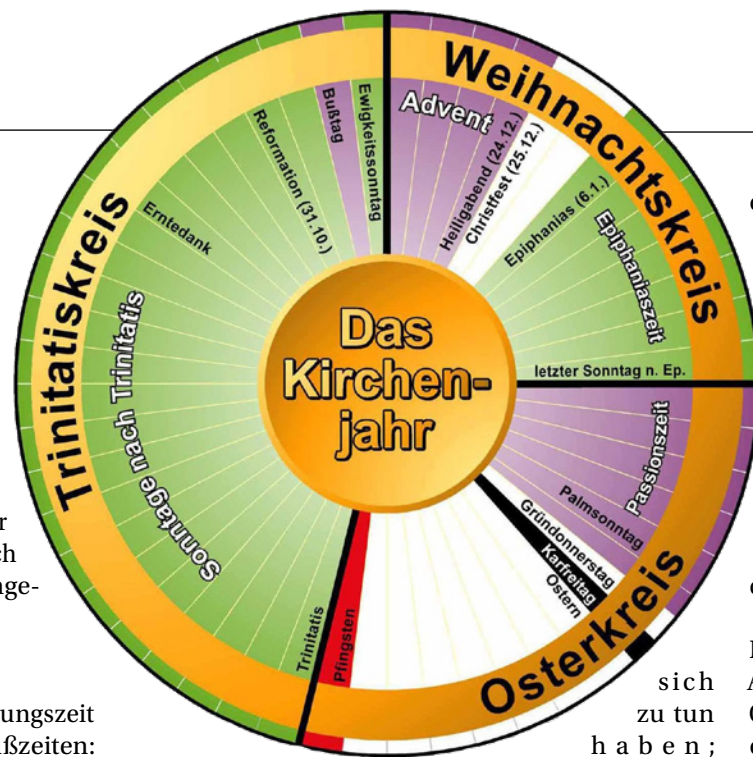 Das
Kirchen-
jahr
Weihnachtskreis
Advent
Heiligabend (24.12.)
Christfest (25.12.)
Epiphanias (6.1.)
Epiphaniaszeit
letzter Sonntag n. Ep.
Osterkreis
Passionszeit
Palmsonntag
Gründonnerstag
Karfreitag
Ostern
Pfingsten
Trinitatiskreis
Trinitatis
Sonntage nach Trinitatis
Erntedank
Reformation (31.10.)
Bußtag
Ewigkeitssonntag
sich
zu tun
haben;